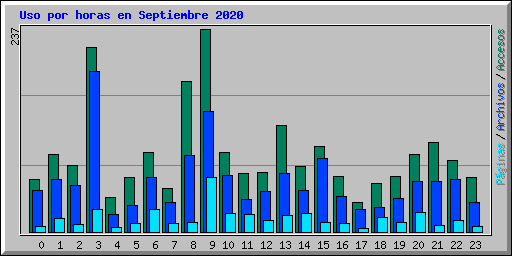 Uso por horas en Septiembre 2020
237
Páginas / Archivos / Accesos
0 1 2 3 4 5 6 7 8 9 10 11 12 13 14 15 16 17 18 19 20 21 22 23